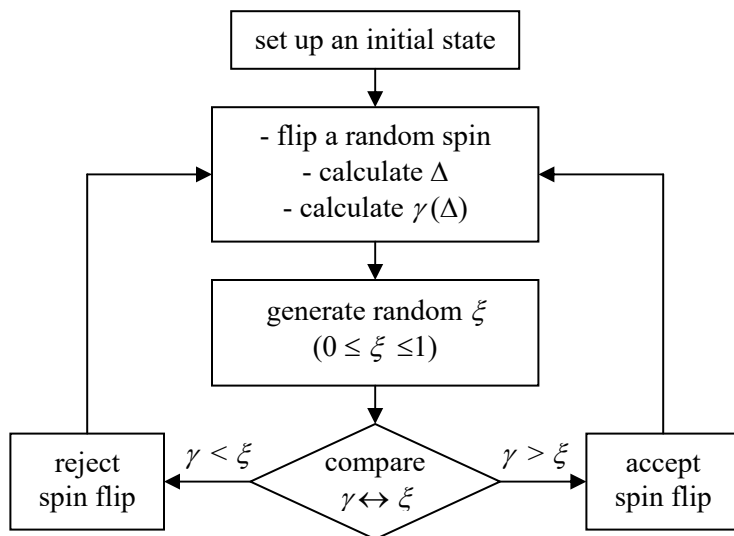 set up an initial state
- flip a random spin
- calculate Δ
- calculate γ(Δ)
generate random ξ
(0 ≤ ξ ≤1)
reject
spin flip
γ < ξ
compare
γ↔ ξ
γ > ξ
accept
spin flip